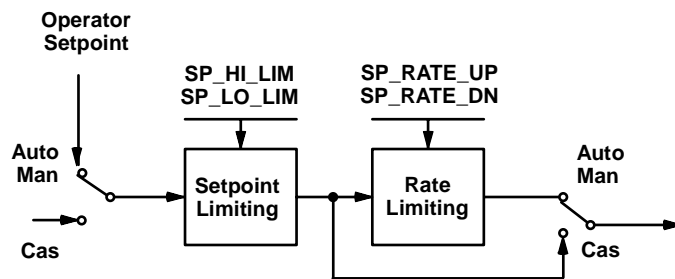 Operator
Setpoint
SP_HI_LIM
SP_LO_LIM
SP_RATE_UP
SP_RATE_DN
Auto
Man
Setpoint
Limiting
Rate
Limiting
Auto
Man
Cas
Cas